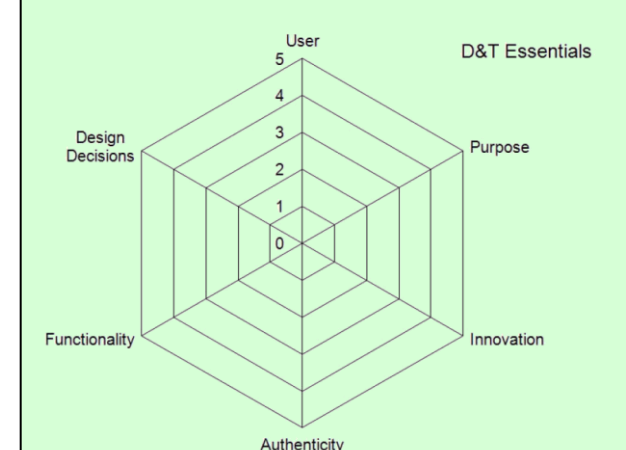 User
D&T Essentials
5
4
3
2
1
0
Design
Decisions
Purpose
Functionality
Innovation
Authenticity